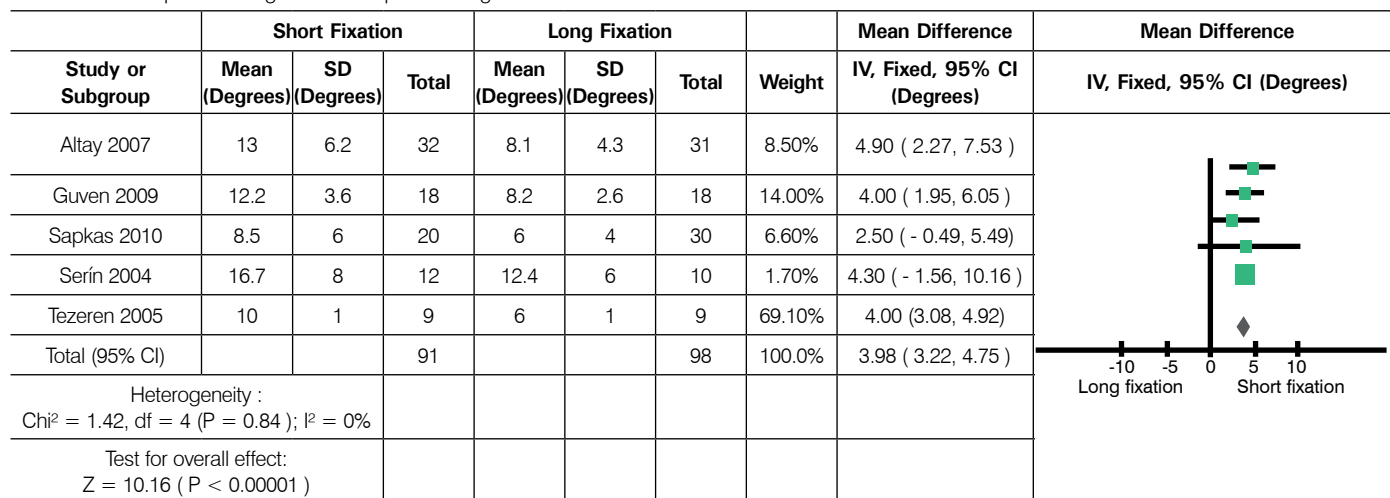 Short Fixation Long Fixation Mean Difference Mean Difference
Study or Subgroup Mean (Degrees) SD (Degrees) Total Mean (Degrees) SD (Degrees) Total Weight IV, Fixed, 95% CI (Degrees) IV, Fixed, 95% CI (Degrees)
Altay 2007 13 6.2 32 8.1 4.3 31 8.50% 4.90 ( 2.27, 7.53 )
Guven 2009 12.2 3.6 18 8.2 2.6 18 14.00% 4.00 ( 1.95, 6.05 )
Sapkas 2010 8.5 6 20 6 4 30 6.60% 2.50 ( - 0.49, 5.49)
Serín 2004 16.7 8 12 12.4 6 10 1.70% 4.30 ( - 1.56, 10.16 )
Tezeren 2005 10 1 9 6 1 9 69.10% 4.00 (3.08, 4.92)
Total (95% CI) 91 98 100.0% 3.98 ( 3.22, 4.75 )
-10 -5 0 5 10
Long fixation Short fixation
Heterogeneity :
Chi² = 1.42, df = 4 (P = 0.84 ); I² = 0%
Test for overall effect:
Z = 10.16 ( P < 0.00001 )